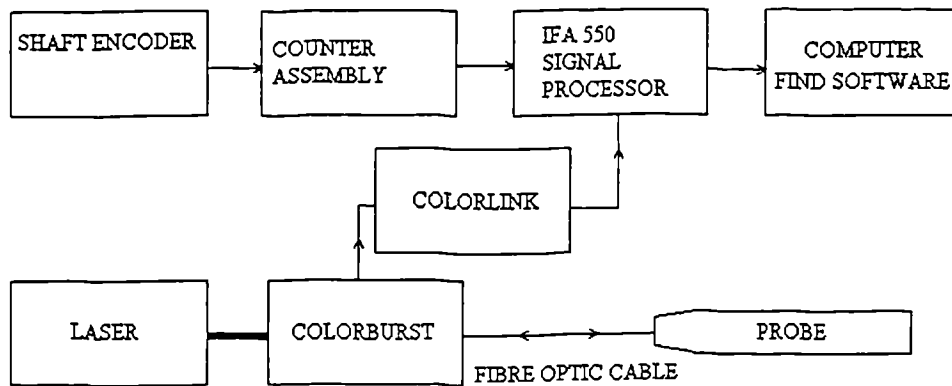 SHAFT ENCODER
COUNTER
ASSEMBLY
IFA 550
SIGNAL
PROCESSOR
COMPUTER
FIND SOFTWARE
COLORLINK
LASER
COLORBURST
PROBE
FIBRE OPTIC CABLE